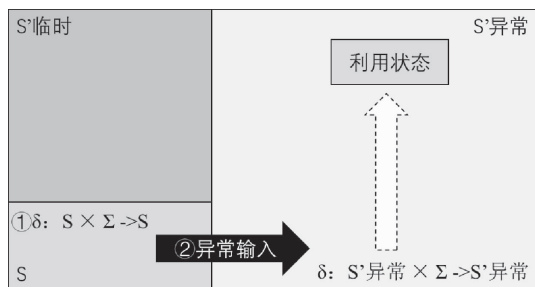 S’临时
S’异常
利用状态
①δ：S × Σ ->S
②异常输入
S
δ：S’异常 × Σ ->S’异常